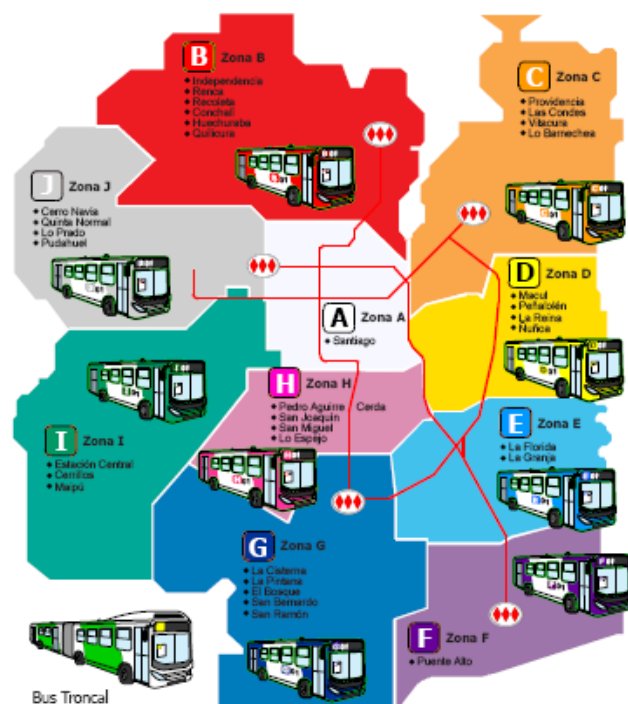 B Zona B
Independencia
Renca
Recoleta
Conchalí
Huechuraba
Quilicura
C Zona C
Providencia
Las Condes
Vitacura
Lo Barnechea
J Zona J
Cerro Navia
Quinta Normal
Lo Prado
Pudahuel
D Zona D
Macul
Peñalolén
La Reina
Ñuñoa
A Zona A
Santiago
H Zona H
Pedro Aguirre Cerda
San Joaquín
San Miguel
Lo Espejo
E Zona E
La Florida
La Granja
I Zona I
Estación Central
Cerrillos
Maipú
G Zona G
La Cisterna
La Pintana
El Bosque
San Bernardo
San Ramón
F Zona F
Puente Alto
Bus Troncal